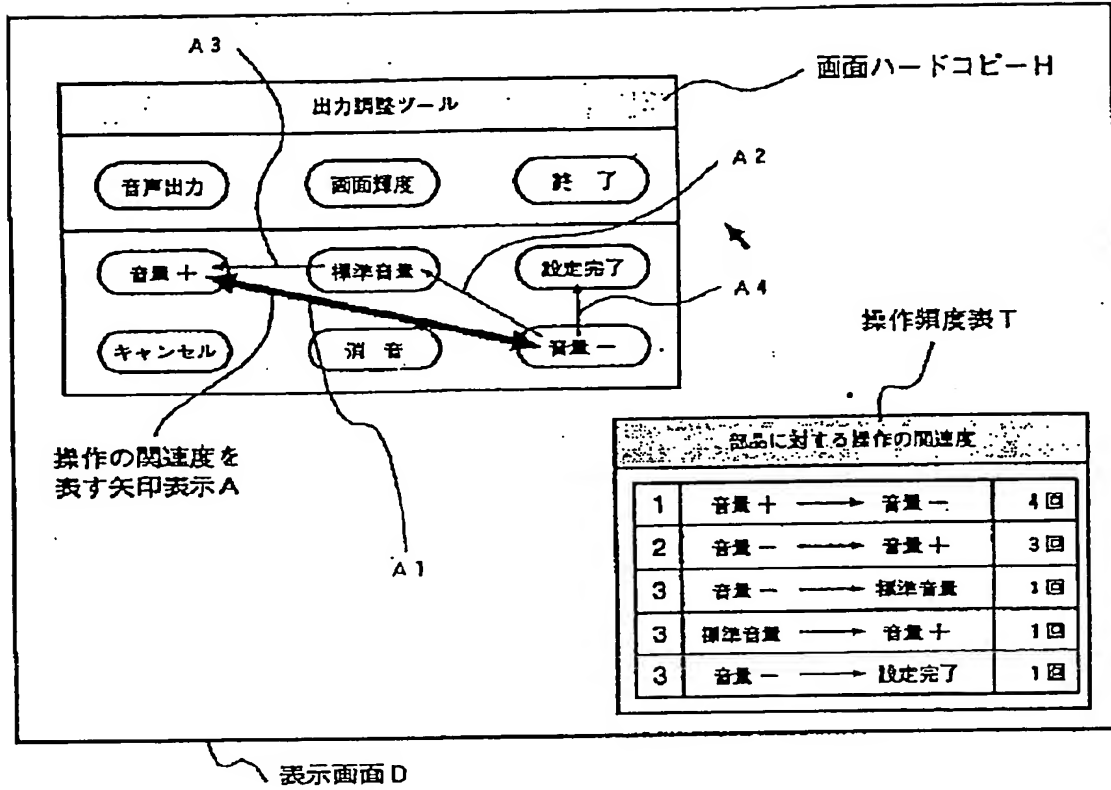 A3
画面ハードコピーH
出力調整ツール
A2
音声出力
画面輝度
終 了
音量＋
標準音量
設定完了
A4
操作頻度表T
キャンセル
消 音
音量－
部品に対する操作の関連度
操作の関連度を
表す矢印表示A
A1
1 音量＋ → 音量－ 4回
2 音量－ → 音量＋ 3回
3 音量－ → 標準音量 1回
3 標準音量 → 音量＋ 1回
3 音量－ → 設定完了 1回
表示画面D